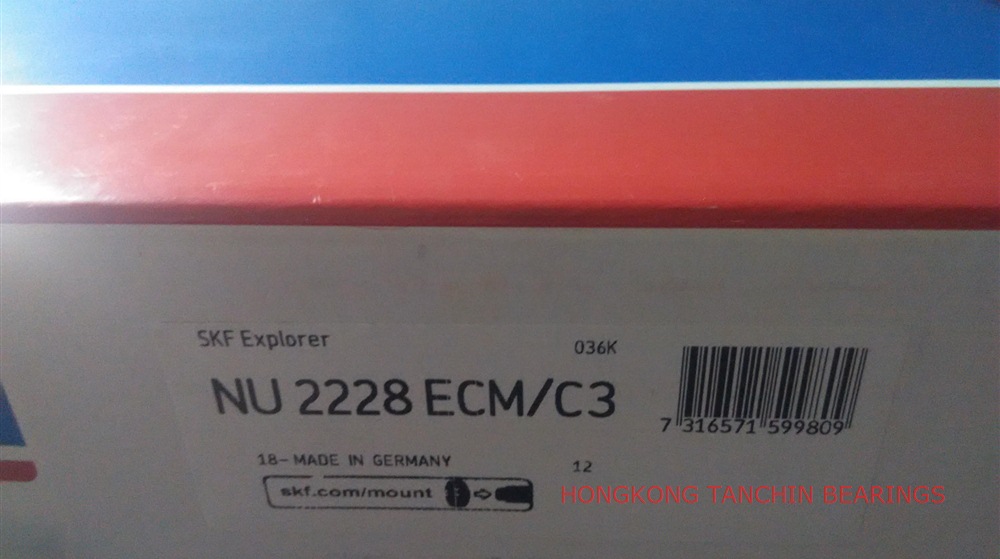 SKF Explorer
036K
NU 2228 ECM/C3
7 316571 599809
18- MADE IN GERMANY
12
skf.com/mount
HONGKONG TANCHIN BEARINGS